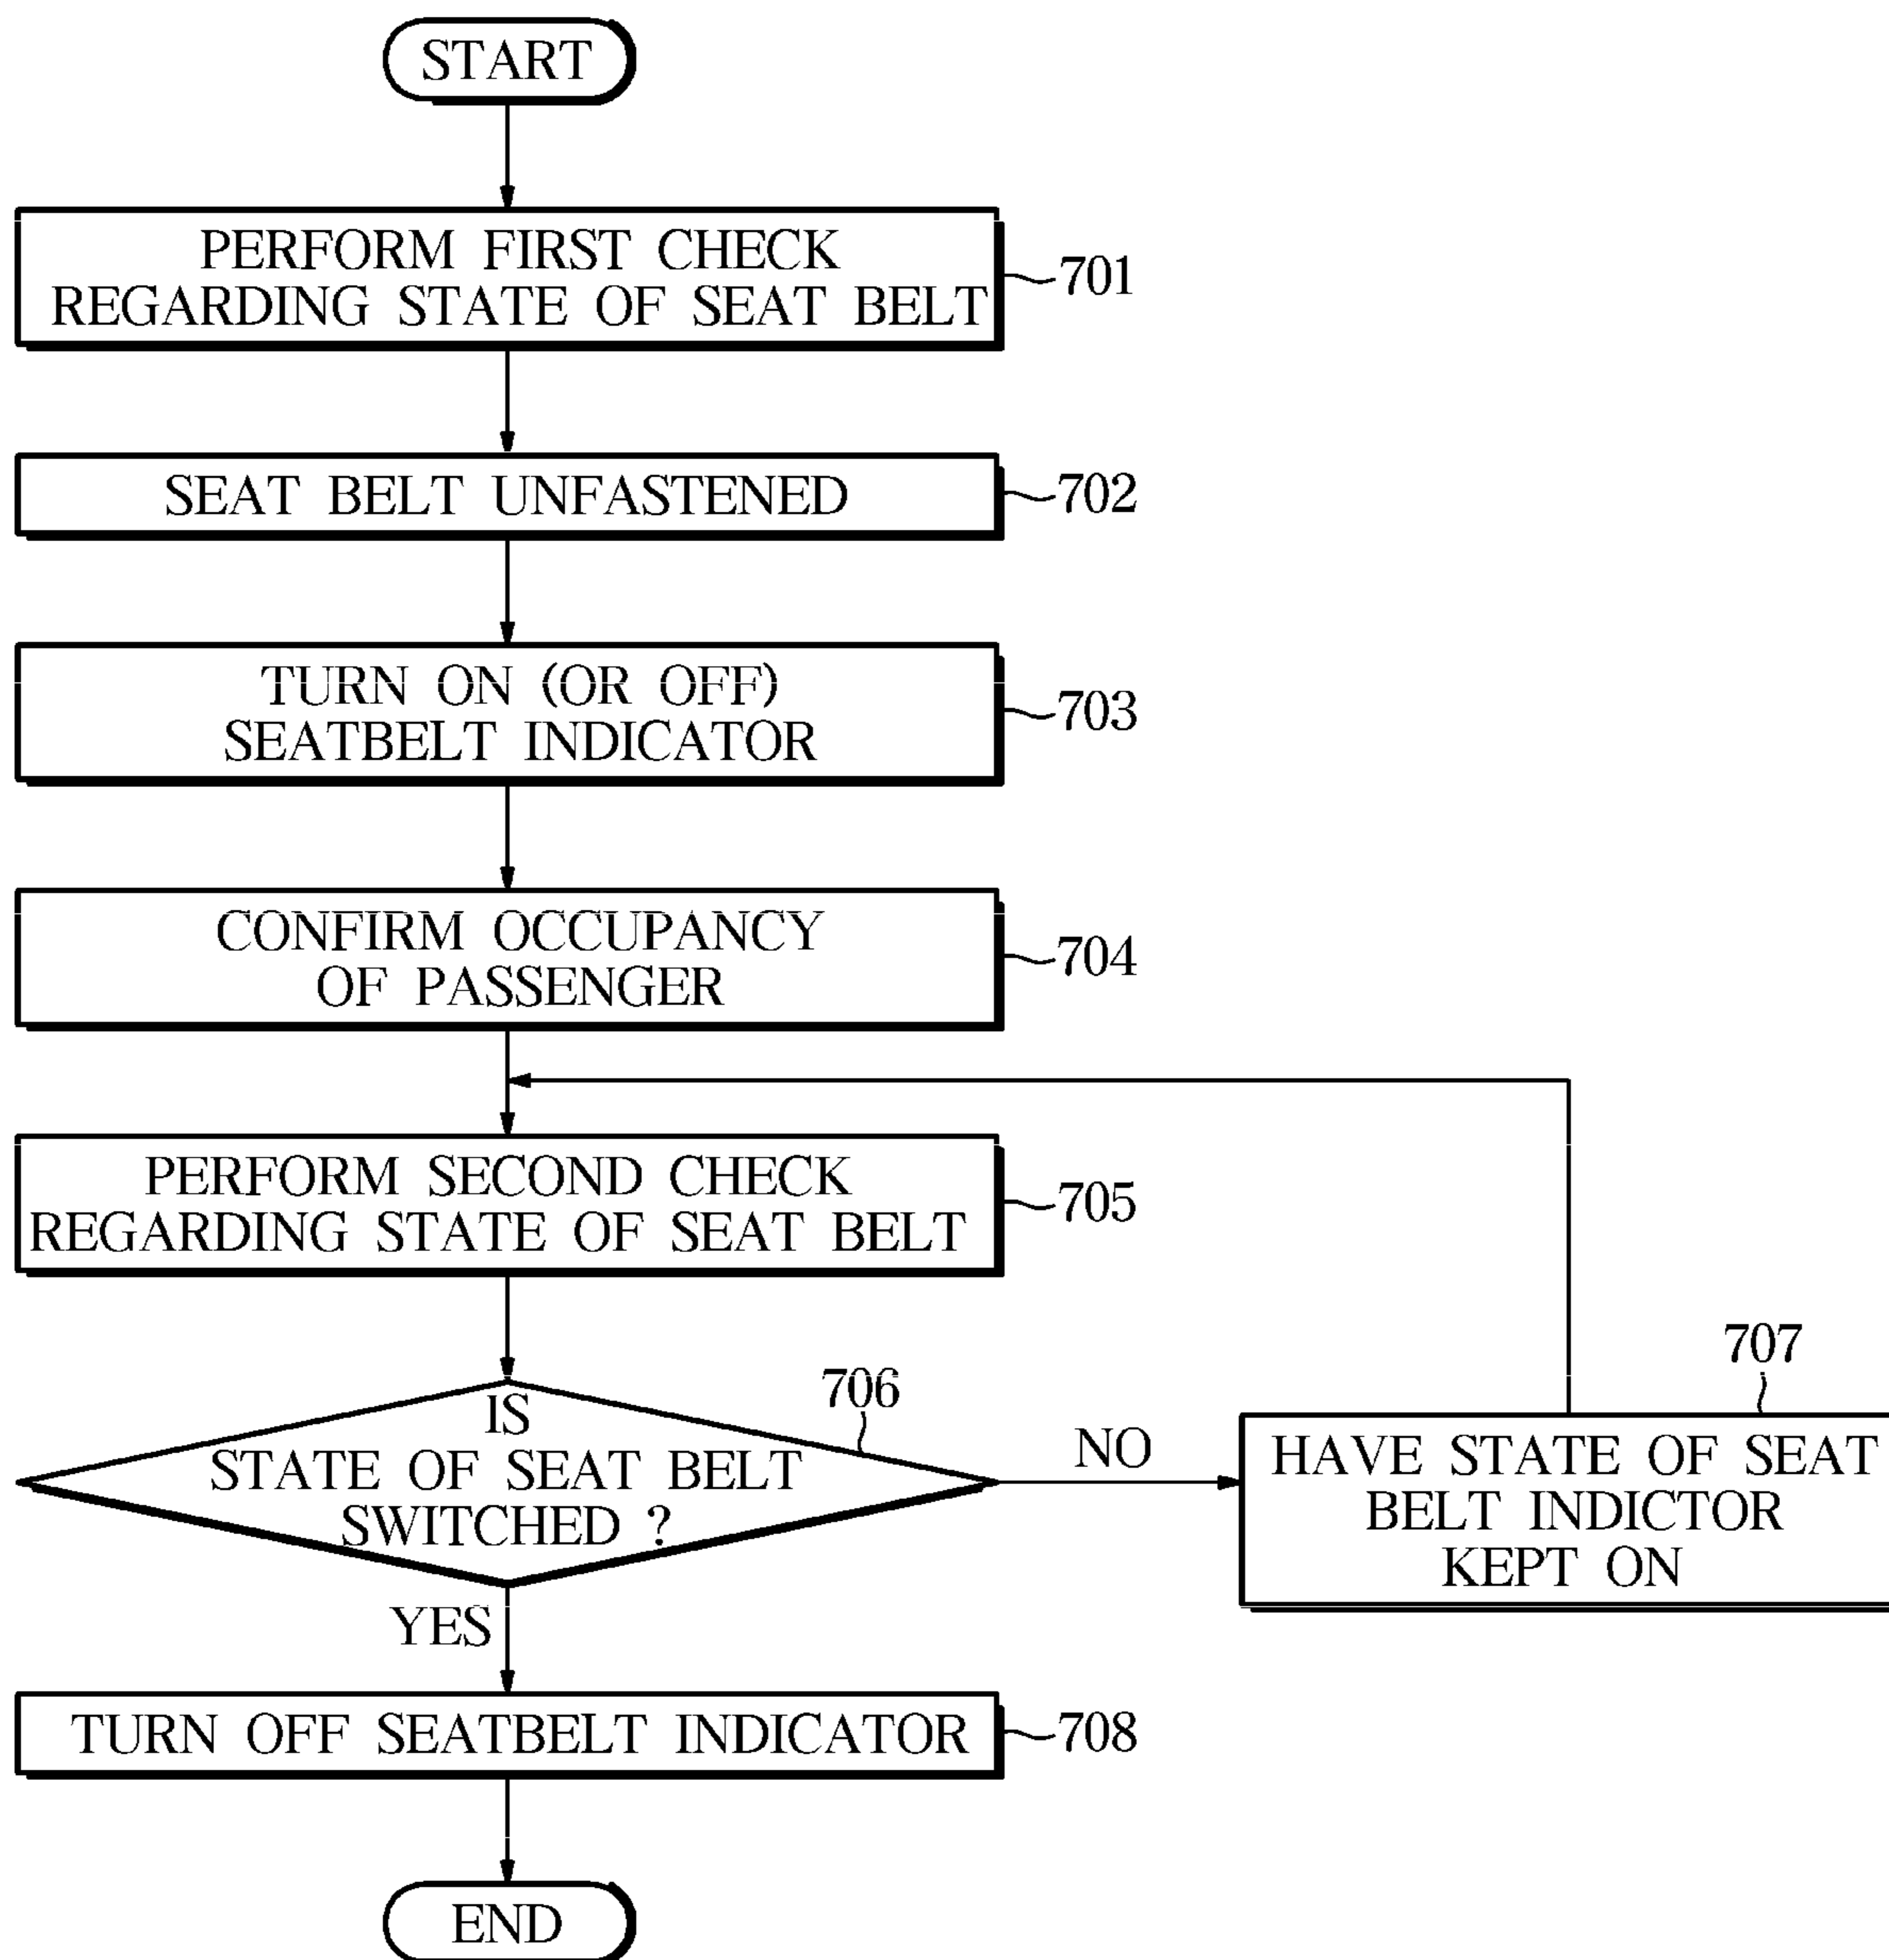 START
PERFORM FIRST CHECK
REGARDING STATE OF SEAT BELT
701
SEAT BELT UNFASTENED
702
TURN ON (OR OFF)
SEATBELT INDICATOR
703
CONFIRM OCCUPANCY
OF PASSENGER
704
PERFORM SECOND CHECK
REGARDING STATE OF SEAT BELT
705
IS
STATE OF SEAT BELT
SWITCHED ?
706
NO
707
HAVE STATE OF SEAT
BELT INDICTOR
KEPT ON
YES
TURN OFF SEATBELT INDICATOR
708
END